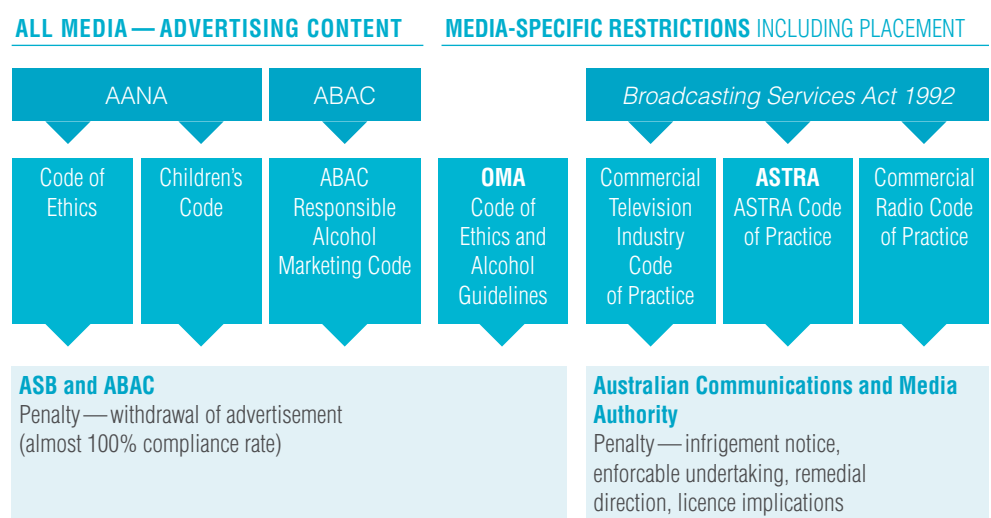 ALL MEDIA — ADVERTISING CONTENT
MEDIA-SPECIFIC RESTRICTIONS INCLUDING PLACEMENT
AANA
ABAC
Broadcasting Services Act 1992
Code of
Ethics
Children's
Code
ABAC
Responsible
Alcohol
Marketing Code
OMA
Code of
Ethics and
Alcohol
Guidelines
Commercial
Television
Industry
Code
of Practice
ASTRA
ASTRA Code
of Practice
Commercial
Radio Code
of Practice
ASB and ABAC
Penalty — withdrawal of advertisement
(almost 100% compliance rate)
Australian Communications and Media
Authority
Penalty — infrigement notice,
enforcable undertaking, remedial
direction, licence implications